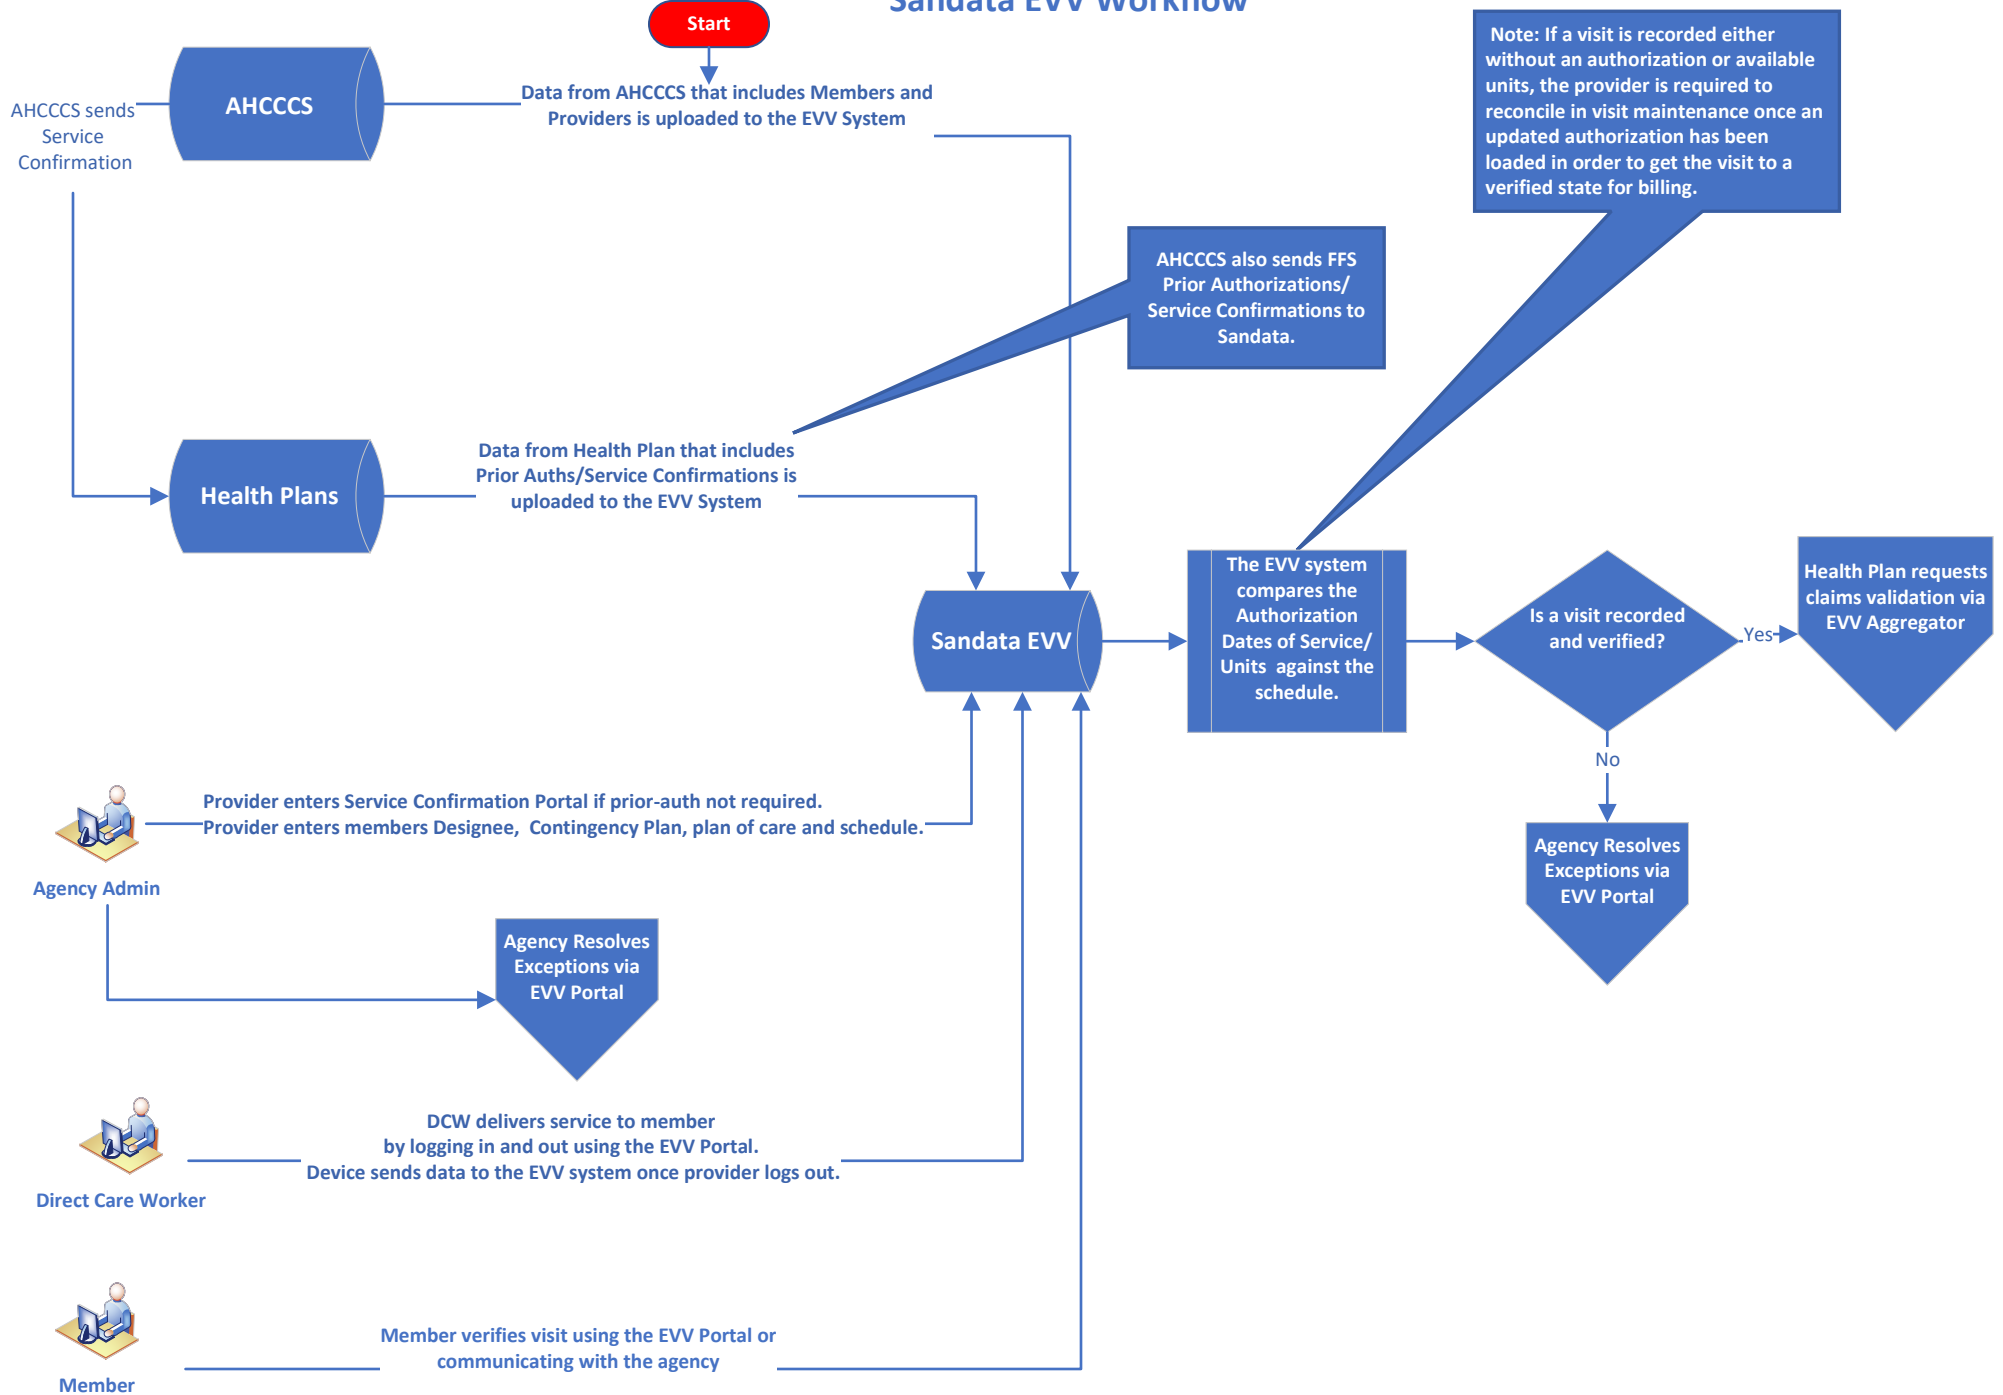 Sandata EVV Workflow
Start
Note: If a visit is recorded either
without an authorization or available
units, the provider is required to
reconcile in visit maintenance once an
updated authorization has been
loaded in order to get the visit to a
verified state for billing.
AHCCCS sends
Service
Confirmation
AHCCCS
Data from AHCCCS that includes Members and
Providers is uploaded to the EVV System
AHCCCS also sends FFS
Prior Authorizations/
Service Confirmations to
Sandata.
Health Plans
Data from Health Plan that includes
Prior Auths/Service Confirmations is
uploaded to the EVV System
Sandata EVV
The EVV system
compares the
Authorization
Dates of Service/
Units  against the
schedule.
Is a visit recorded
and verified?
Yes
Health Plan requests
claims validation via
EVV Aggregator
No
Agency Resolves
Exceptions via
EVV Portal
Provider enters Service Confirmation Portal if prior-auth not required.
Provider enters members Designee,  Contingency Plan, plan of care and schedule.
Agency Admin
Agency Resolves
Exceptions via
EVV Portal
DCW delivers service to member
by logging in and out using the EVV Portal.
Device sends data to the EVV system once provider logs out.
Direct Care Worker
Member verifies visit using the EVV Portal or
communicating with the agency
Member